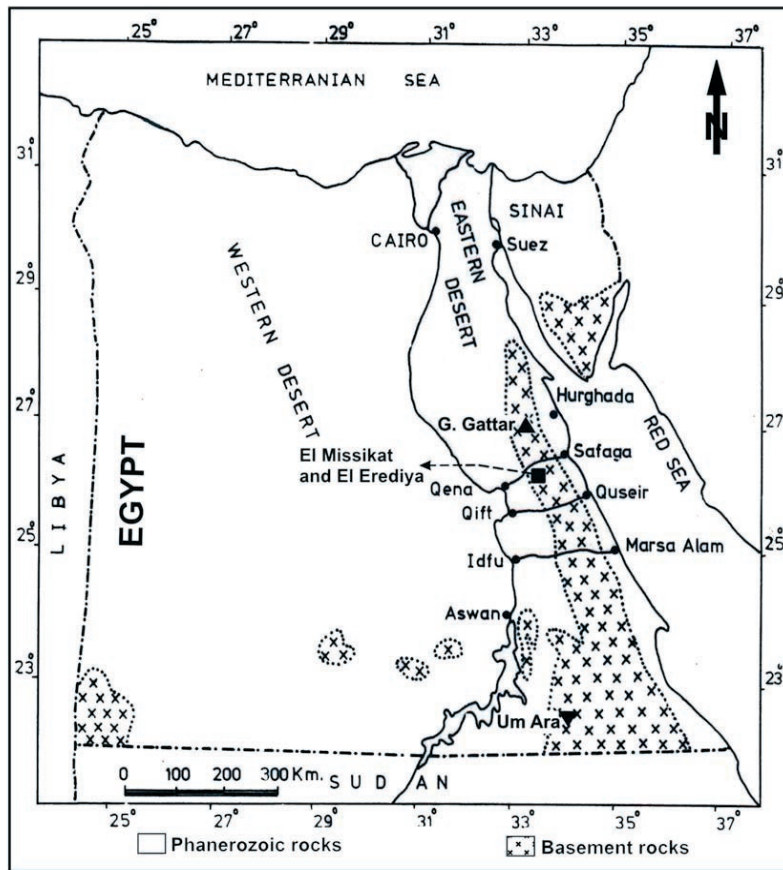 25° 27° 29° 31° 33° 35° 37°
MEDITERRANIAN SEA
N
31° 31°
SINAI
CAIRO
Suez
EASTERN
DESERT
WESTERN
DESERT
29° 29°
Hurghada
27° 27°
G. Gattar
RED SEA
Safaga
El Missikat
and El Erediya
Qena
Quseir
Qift
LIBYA
EGYPT
25° 25°
Marsa Alam
Idfu
Aswan
23° 23°
Um Ara
0 100 200 300 Km.
SUDAN
25° 27° 29° 31° 33° 35° 37°
Phanerozoic rocks
Basement rocks